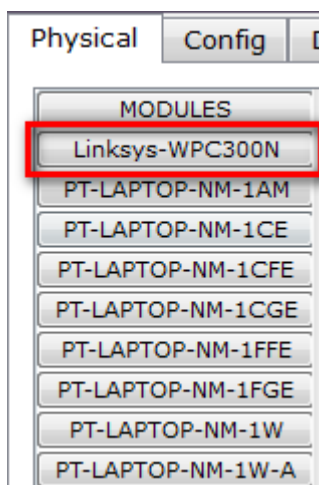 Physical Config
MODULES
Linksys-WPC300N
PT-LAPTOP-NM-1AM
PT-LAPTOP-NM-1CE
PT-LAPTOP-NM-1CFE
PT-LAPTOP-NM-1CGE
PT-LAPTOP-NM-1FFE
PT-LAPTOP-NM-1FGE
PT-LAPTOP-NM-1W
PT-LAPTOP-NM-1W-A